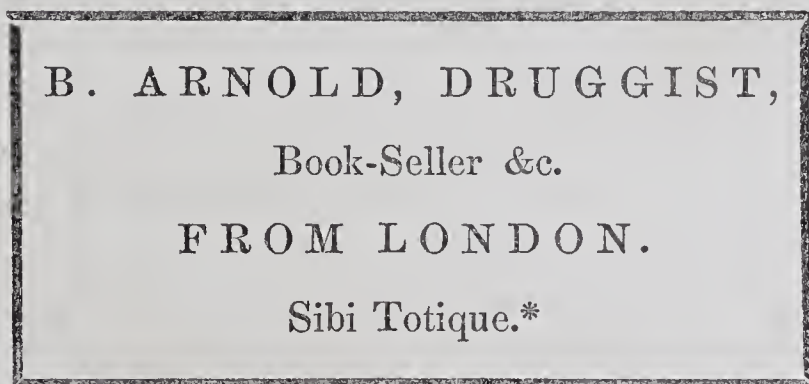 B. ARNOLD, DRUGGIST,
Book-Seller &c.
FROM LONDON.
Sibi Totique.*